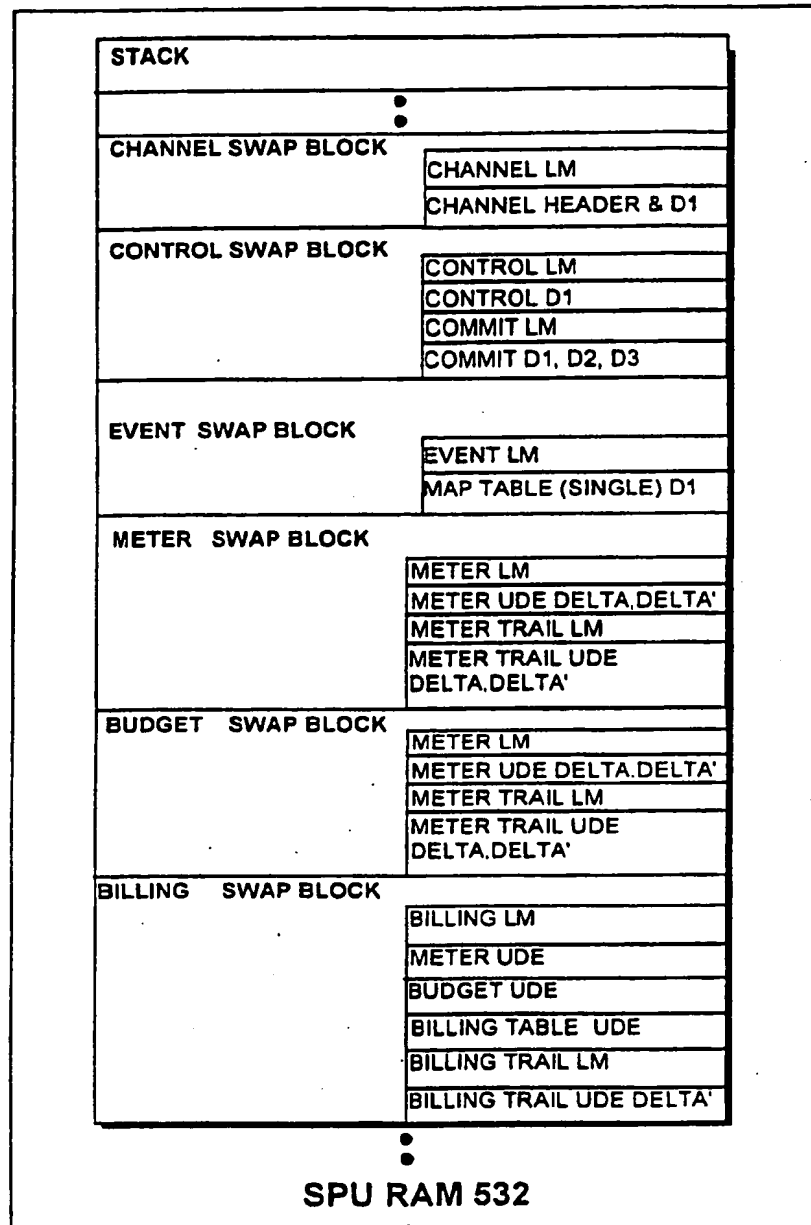 STACK
CHANNEL SWAP BLOCK
CHANNEL LM
CHANNEL HEADER & D1
CONTROL SWAP BLOCK
CONTROL LM
CONTROL D1
COMMIT LM
COMMIT D1, D2, D3
EVENT SWAP BLOCK
EVENT LM
MAP TABLE (SINGLE) D1
METER SWAP BLOCK
METER LM
METER UDE DELTA,DELTA'
METER TRAIL LM
METER TRAIL UDE
DELTA.DELTA'
BUDGET SWAP BLOCK
METER LM
METER UDE DELTA.DELTA'
METER TRAIL LM
METER TRAIL UDE
DELTA.DELTA'
BILLING SWAP BLOCK
BILLING LM
METER UDE
BUDGET UDE
BILLING TABLE UDE
BILLING TRAIL LM
BILLING TRAIL UDE DELTA'
SPU RAM 532